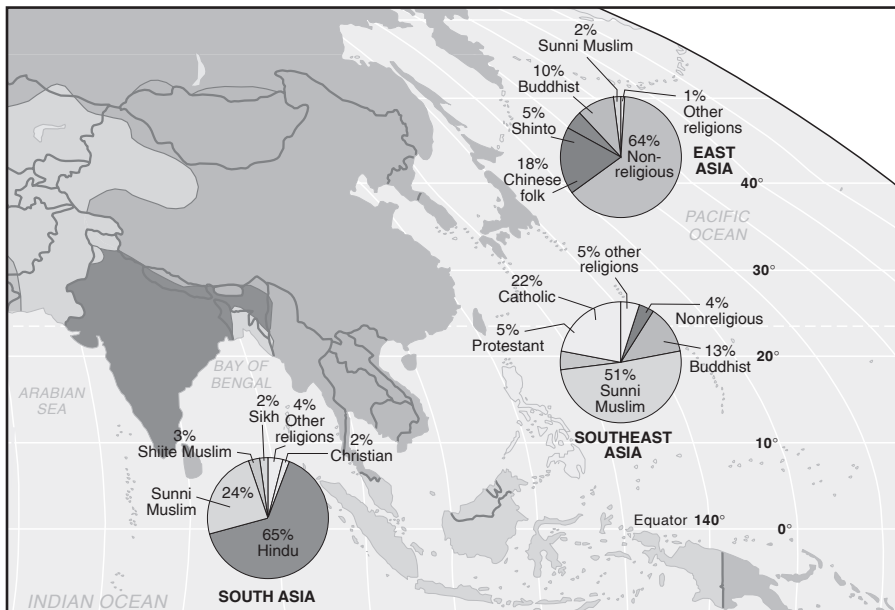 2%
Sunni Muslim
10%
Buddhist
5%
Shinto
18%
Chinese
folk
64%
Non-
religious
1%
Other
religions
EAST
ASIA
40°
PACIFIC
OCEAN
30°
5% other
religions
22%
Catholic
4%
Nonreligious
5%
Protestant
13%
Buddhist
20°
51%
Sunni
Muslim
SOUTHEAST
ASIA
ARABIAN
SEA
BAY OF
BENGAL
10°
2%
Sikh
4%
Other
religions
3%
Shiite Muslim
2%
Christian
Sunni
Muslim
24%
65%
Hindu
SOUTH ASIA
Equator 140°
0°
INDIAN OCEAN